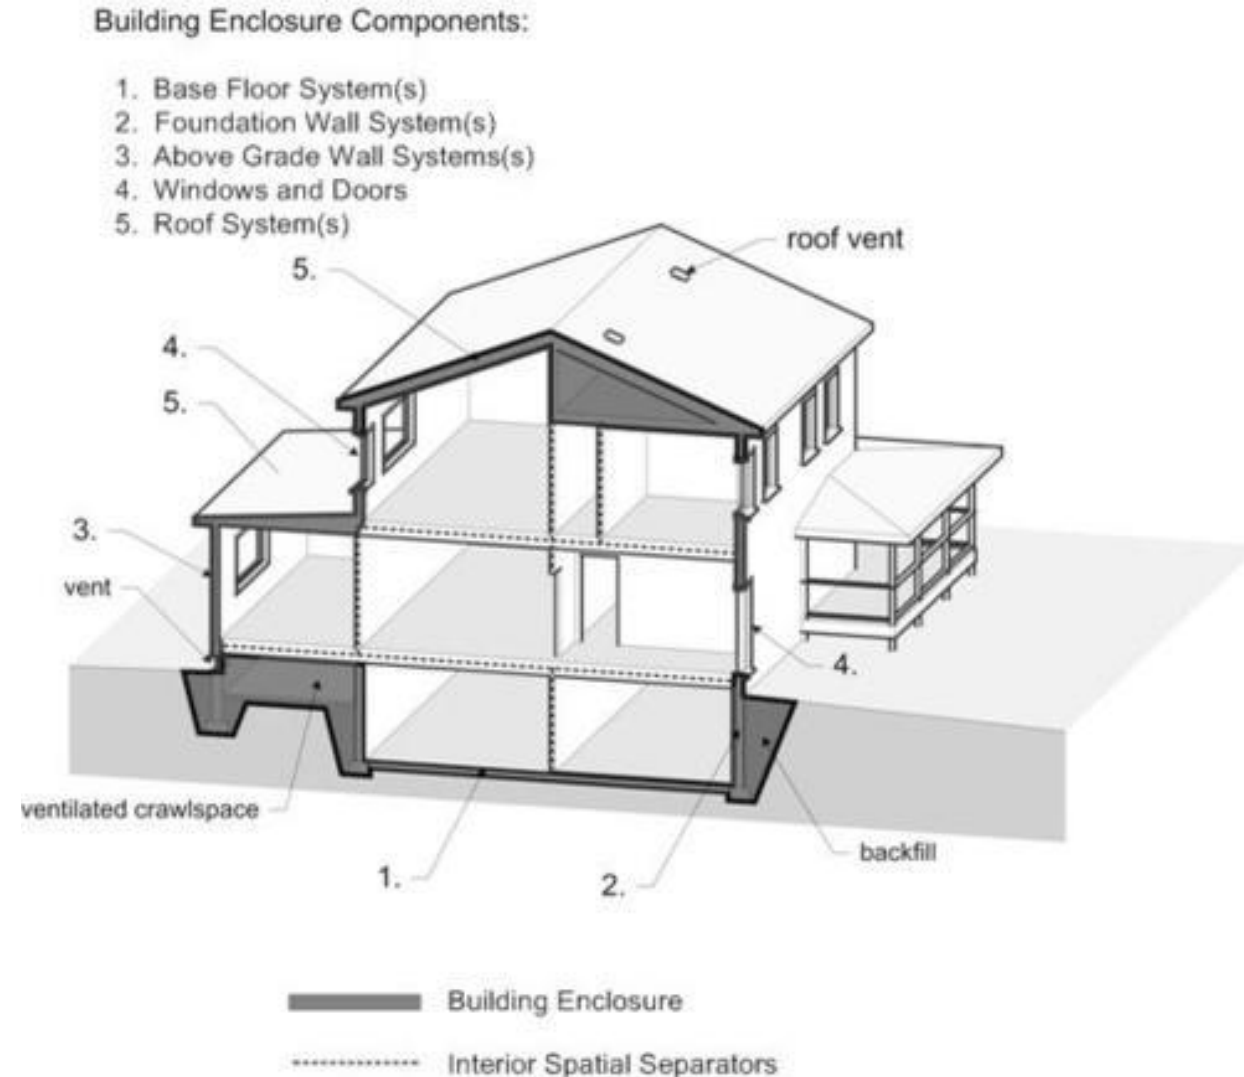 Building Enclosure Components:
1. Base Floor System(s)
2. Foundation Wall System(s)
3. Above Grade Wall Systems(s)
4. Windows and Doors
5. Roof System(s)
roof vent
5.
4.
5.
3.
vent
4.
ventilated crawlspace
backfill
1.
2.
Building Enclosure
Interior Spatial Separators